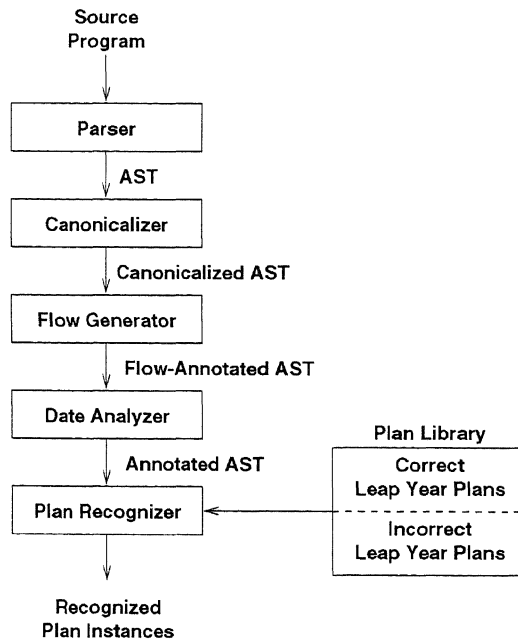 Source
Program
Parser
AST
Canonicalizer
Canonicalized AST
Flow Generator
Flow-Annotated AST
Date Analyzer
Annotated AST
Plan Recognizer
Recognized
Plan Instances
Plan Library
Correct
Leap Year Plans
Incorrect
Leap Year Plans